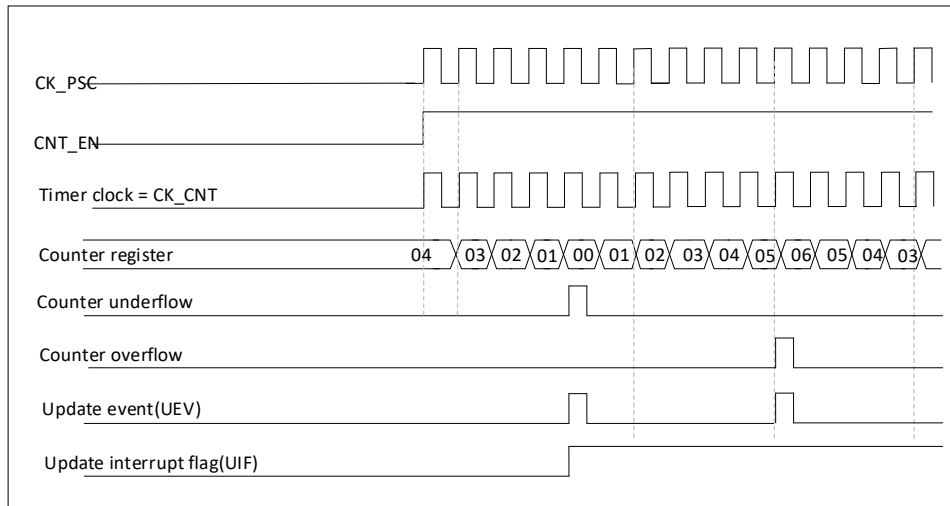 CK_PSC
CNT_EN
Timer clock = CK_CNT
Counter register 04 03 02 01 00 01 02 03 04 05 06 05 04 03
Counter underflow
Counter overflow
Update event(UEV)
Update interrupt flag(UIF)